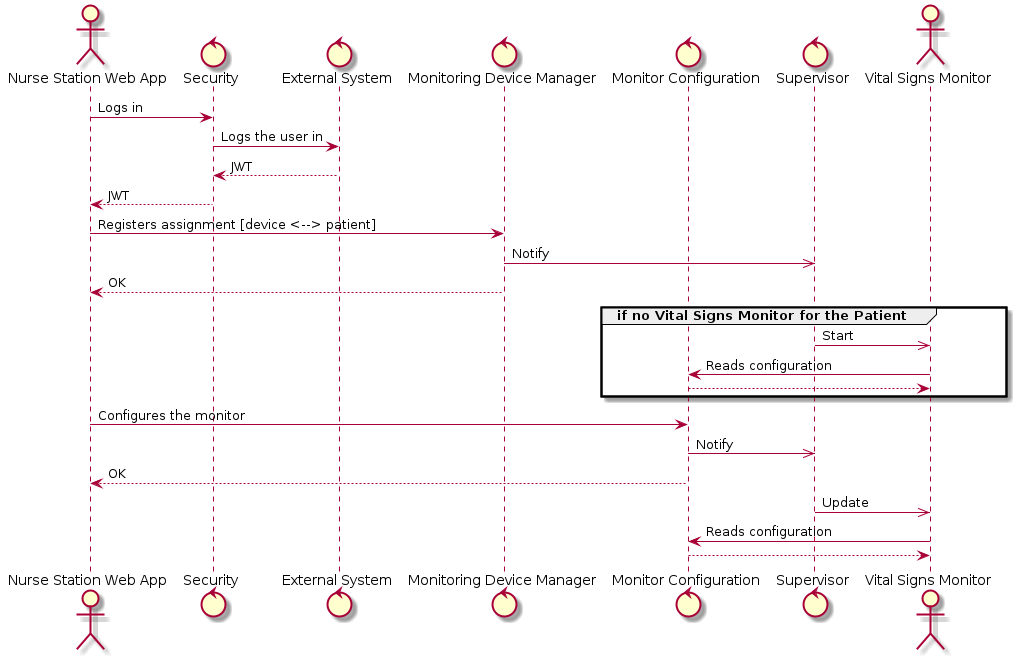 Nurse Station Web App
Security
External System
Monitoring Device Manager
Monitor Configuration
Supervisor
Vital Signs Monitor
Logs in
Logs the user in
JWT
JWT
Registers assignment [device <--> patient]
Notify
OK
if no Vital Signs Monitor for the Patient
Start
Reads configuration
Configures the monitor
Notify
OK
Update
Reads configuration
Nurse Station Web App
Security
External System
Monitoring Device Manager
Monitor Configuration
Supervisor
Vital Signs Monitor